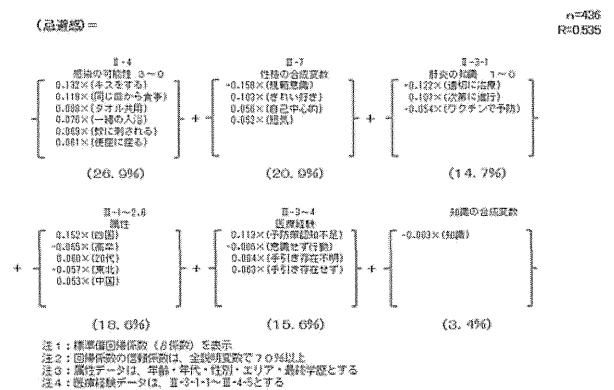 n=436
(忌避感)=
R=0.535
Ⅱ-4
感染の可能性 3~0
0.132×(キスをする)
0.119×(同じ皿から食事)
0.088×(タオル共用)
0.076×(一緒の入浴)
0.069×(蚊に刺される)
0.061×(便座に座る)
(26.9%)
+
Ⅱ-7
性格の合成変数
-0.158×(規範意識)
0.103×(きれい好き)
0.056×(自己中心的)
0.052×(短気)
(20.9%)
+
Ⅱ-3-1
肝炎の知識 1~0
-0.122×(適切に治療)
0.107×(次第に進行)
-0.054×(ワクチンで予防)
(14.7%)
+
Ⅱ-1~2.8
属性
0.152×(四国)
-0.065×(高卒)
0.060×(20代)
-0.057×(東北)
0.053×(中国)
(18.6%)
+
Ⅱ-3~4
医療経験
0.113×(予防策認知不足)
-0.086×(意識せず行動)
0.084×(手引き存在不明)
0.063×(手引き存在せず)
(15.6%)
+
知識の合成変数
-0.083×(知識)
(3.4%)
注1:標準偏回帰係数(β係数)を表示
注2:回帰係数の信頼係数は、全説明変数で70%以上
注3:属性データは、年齢・年代・性別・エリア・最終学歴とする
注4:医療経験データは、Ⅱ-3-1-1~Ⅱ-4-5とする